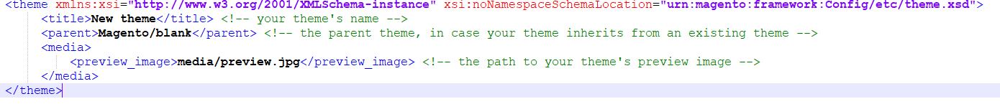 <theme xmlns:xsi="http://www.w3.org/2001/XMLSchema-instance" xsi:noNamespaceSchemaLocation="urn:magento:framework:Config/etc/theme.xsd">
<title>New theme</title> <!-- your theme's name -->
<parent>Magento/blank</parent> <!-- the parent theme, in case your theme inherits from an existing theme -->
<media>
<preview_image>media/preview.jpg</preview_image> <!-- the path to your theme's preview image -->
</media>
</theme>